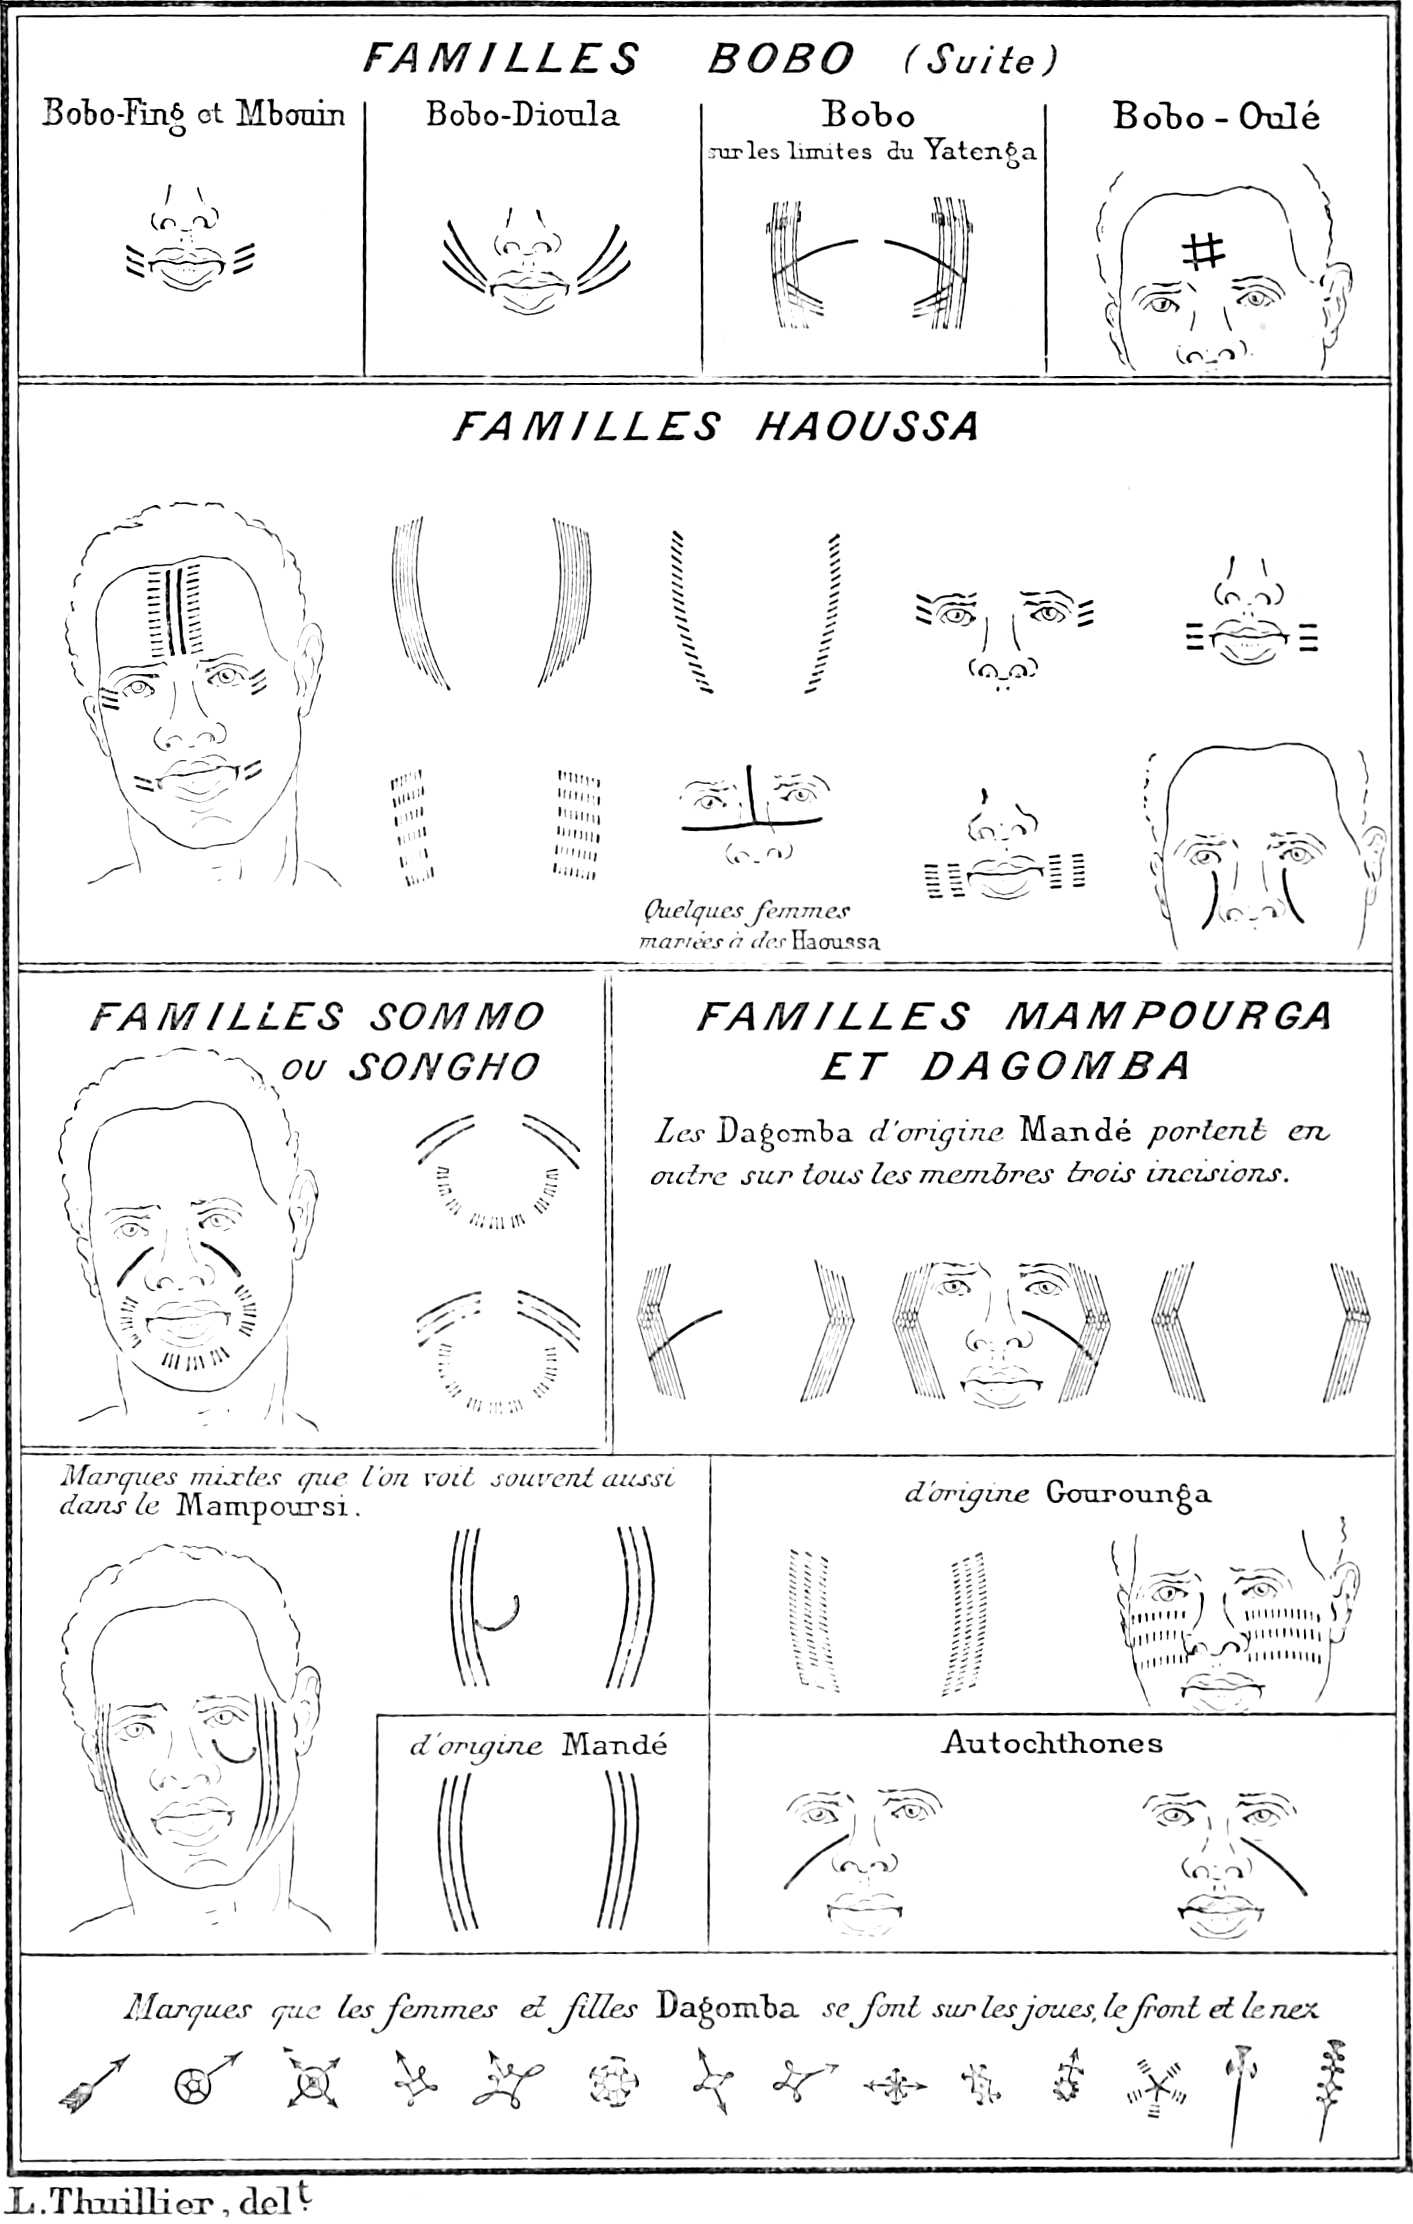 FAMILLES BOBO (Suite)
Bobo-Fing et Mbouin
Bobo-Dioula
Bobo
sur les limites du Yatenga
Bobo-Oulé
FAMILLES HAOUSSA
Quelques femmes
mariées à des Haoussa
FAMILLES SOMMO
ou SONGHO
FAMILLES MAMPOURGA
ET DAGOMBA
Les Dagomba d'origine Mandé portent en
outre sur tous les membres trois incisions.
Marques mixtes que l'on voit souvent aussi
dans le Mampoursi.
d'origine Gourounga
d'origine Mandé
Autochthones
Marques que les femmes et filles Dagomba se font sur les joues, le front et le nez
L. Thuillier, delt.